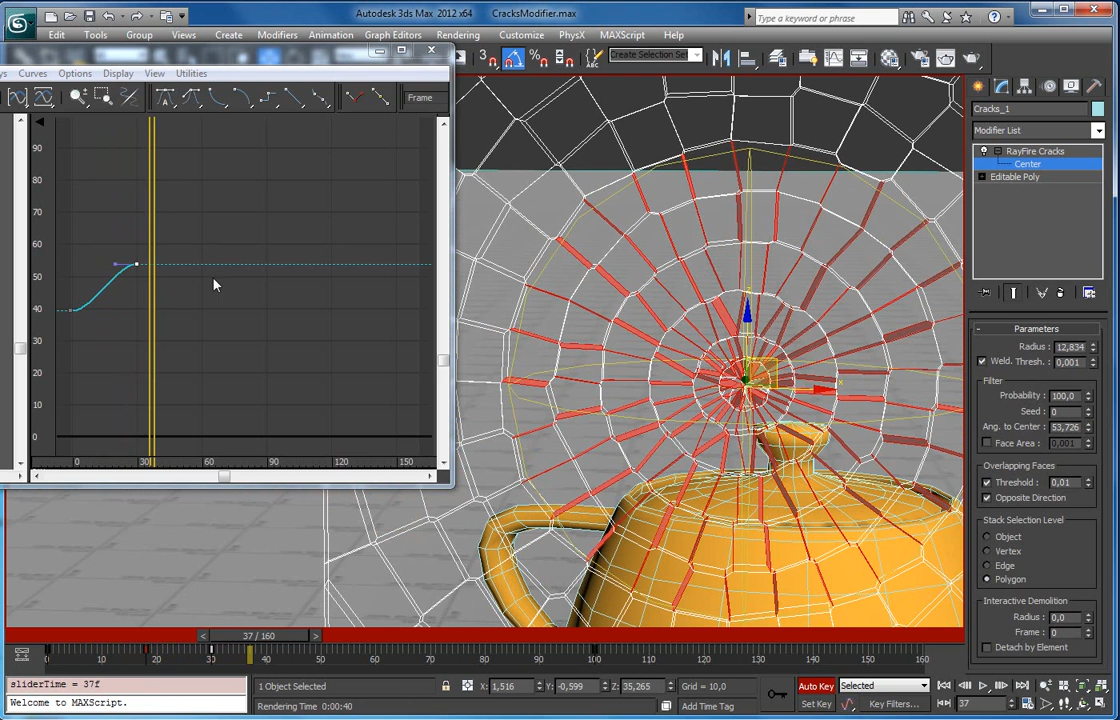 Autodesk 3ds Max 2012 x64 CracksModifier.max
Type a keyword or phrase
Edit Tools Group Views Create Modifiers Animation Graph Editors Rendering Customize PhysX MAXScript Help
Create Selection Se
Curves Options Display View Utilities
Frame
90
80
70
60
50
40
30
20
10
0
0 30 60 90 120 150
Cracks_1
Modifier List
RayFire Cracks
Center
Editable Poly
Parameters
Radius : 12,834
Weld. Thresh. : 0,001
Filter
Probability : 100,0
Seed : 0
Ang. to Center : 53,726
Face Area : 0,001
Overlapping Faces
Threshold : 0,01
Opposite Direction
Stack Selection Level
Object
Vertex
Edge
Polygon
Interactive Demolition
Radius : 0,0
Frame : 0
Detach by Element
< 37 / 160 >
0 10 20 30 40 50 60 70 80 90 100 110 120 130 140 150 160
sliderTime = 37f
Welcome to MAXScript.
1 Object Selected
X: 1,516 Y: -0,599 Z: 35,265 Grid = 10,0
Rendering Time 0:00:40
Add Time Tag
Auto Key Selected
Set Key Key Filters...
37